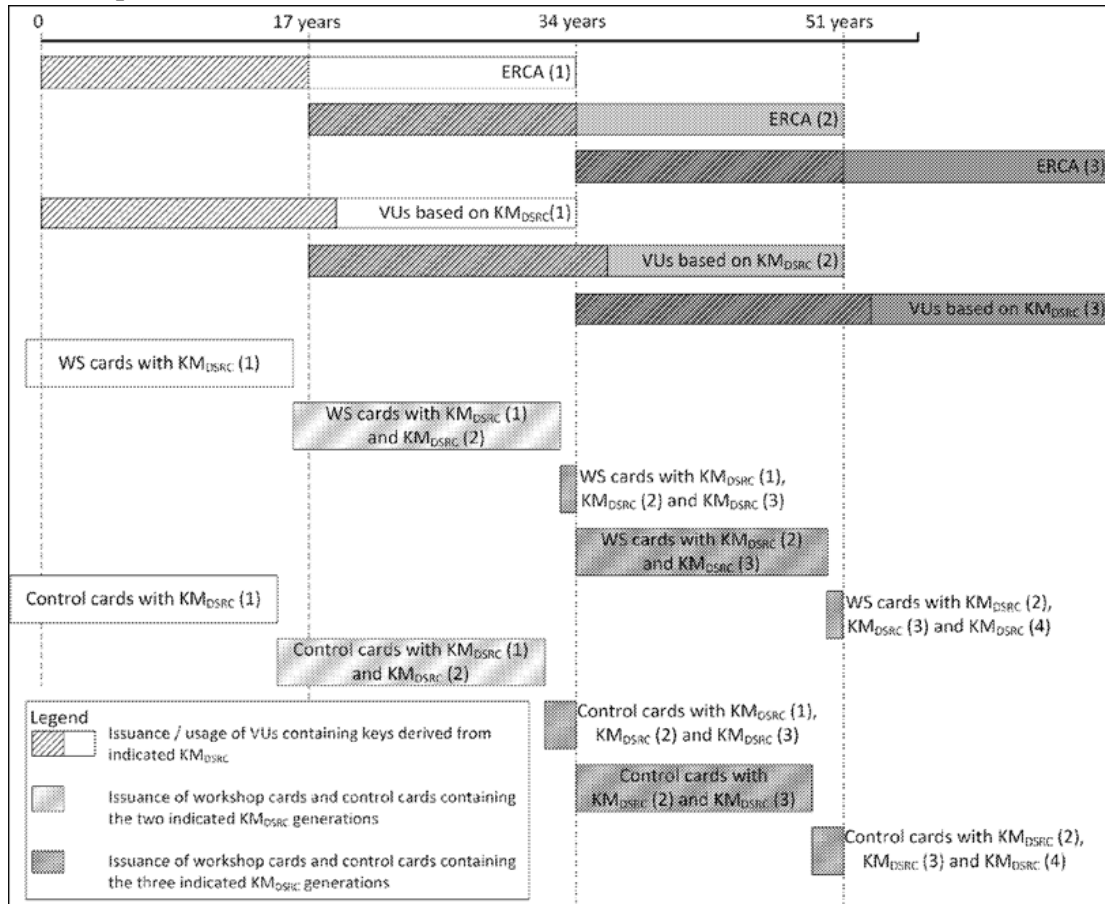 0 17 years 34 years 51 years
ERCA (1)
ERCA (2)
ERCA (3)
VUs based on KMDSRC(1)
VUs based on KMDSRC (2)
VUs based on KMDSRC (3)
WS cards with KMDSRC (1)
WS cards with KMDSRC (1)
and KMDSRC (2)
WS cards with KMDSRC (1),
KMDSRC (2) and KMDSRC (3)
WS cards with KMDSRC (2)
and KMDSRC (3)
Control cards with KMDSRC (1)
WS cards with KMDSRC (2),
KMDSRC (3) and KMDSRC (4)
Control cards with KMDSRC (1)
and KMDSRC (2)
Control cards with KMDSRC (1),
KMDSRC (2) and KMDSRC (3)
Control cards with
KMDSRC (2) and KMDSRC (3)
Control cards with KMDSRC (2),
KMDSRC (3) and KMDSRC (4)
Legend
Issuance / usage of VUs containing keys derived from
indicated KMDSRC
Issuance of workshop cards and control cards containing
the two indicated KMDSRC generations
Issuance of workshop cards and control cards containing
the three indicated KMDSRC generations